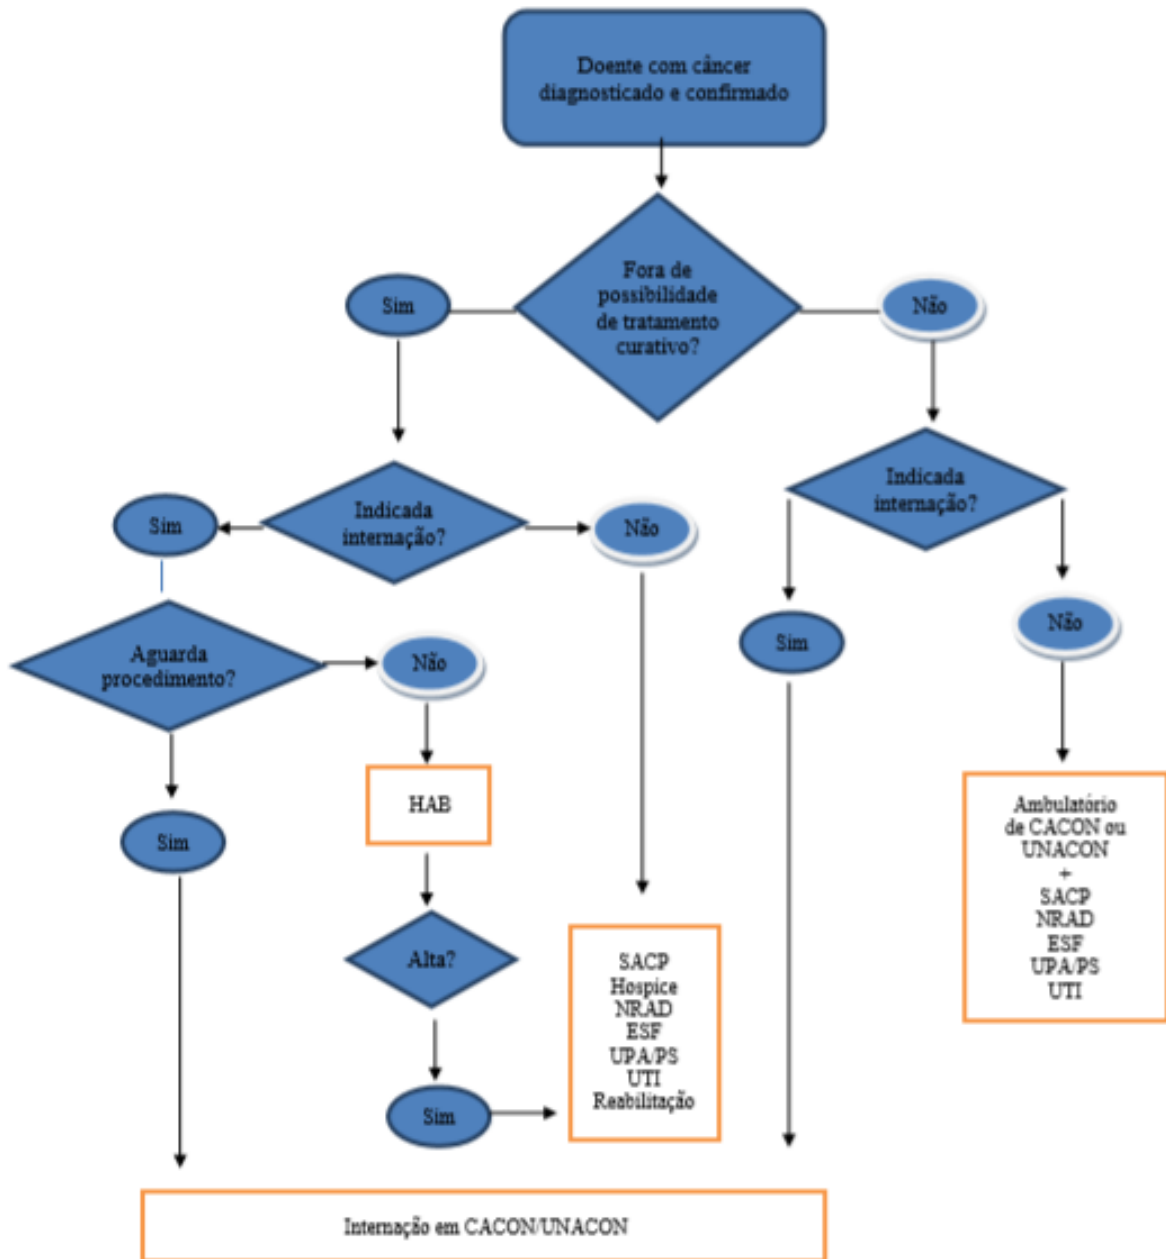 Doente com câncer
diagnosticado e confirmado
Fora de
possibilidade
de tratamento
curativo?
Sim
Não
Indicada
internação?
Indicada
internação?
Sim
Não
Sim
Não
Aguarda
procedimento?
Não
Sim
HAB
Alta?
Sim
SACP
Hospice
NRAD
ESF
UPA/PS
UTI
Reabilitação
Ambulatório
de CACON ou
UNACON
+
SACP
NRAD
ESF
UPA/PS
UTI
Internação em CACON/UNACON